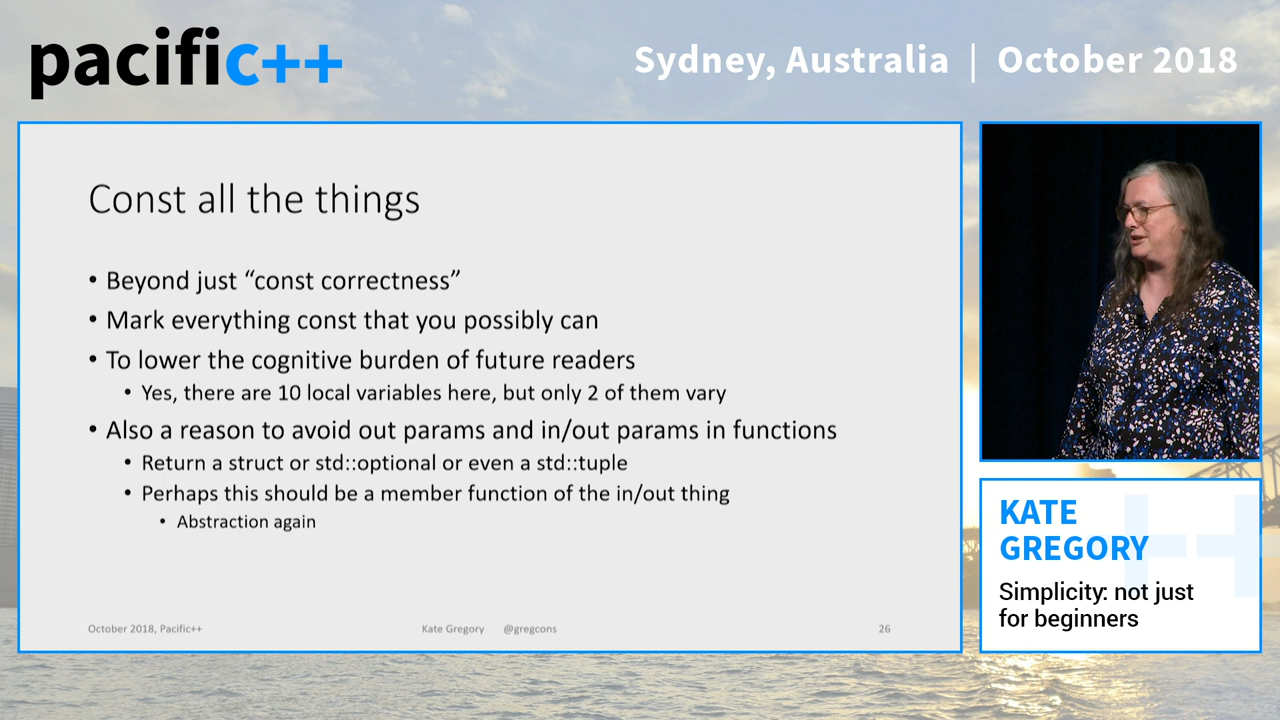 pacific++
Sydney, Australia | October 2018
Const all the things
• Beyond just “const correctness”
• Mark everything const that you possibly can
• To lower the cognitive burden of future readers
• Yes, there are 10 local variables here, but only 2 of them vary
• Also a reason to avoid out params and in/out params in functions
• Return a struct or std::optional or even a std::tuple
• Perhaps this should be a member function of the in/out thing
• Abstraction again
October 2018, Pacific++
Kate Gregory @gregcons
26
KATE
GREGORY
Simplicity: not just
for beginners